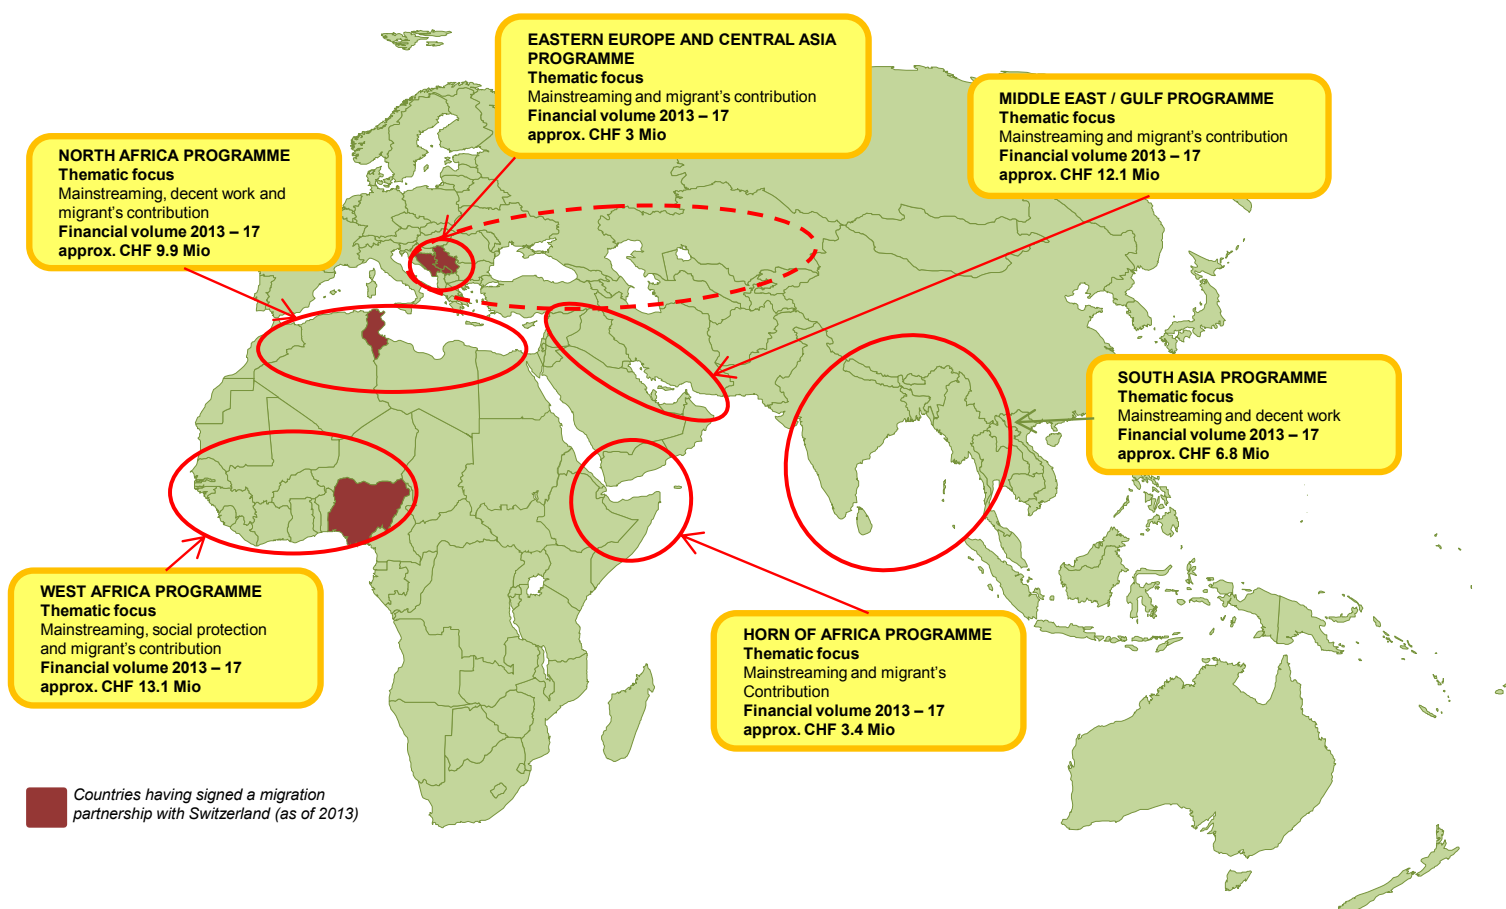 EASTERN EUROPE AND CENTRAL ASIA
PROGRAMME
Thematic focus
Mainstreaming and migrant's contribution
Financial volume 2013 – 17
approx. CHF 3 Mio
MIDDLE EAST / GULF PROGRAMME
Thematic focus
Mainstreaming and migrant's contribution
Financial volume 2013 – 17
approx. CHF 12.1 Mio
NORTH AFRICA PROGRAMME
Thematic focus
Mainstreaming, decent work and
migrant's contribution
Financial volume 2013 – 17
approx. CHF 9.9 Mio
SOUTH ASIA PROGRAMME
Thematic focus
Mainstreaming and decent work
Financial volume 2013 – 17
approx. CHF 6.8 Mio
WEST AFRICA PROGRAMME
Thematic focus
Mainstreaming, social protection
and migrant's contribution
Financial volume 2013 – 17
approx. CHF 13.1 Mio
HORN OF AFRICA PROGRAMME
Thematic focus
Mainstreaming and migrant's
Contribution
Financial volume 2013 – 17
approx. CHF 3.4 Mio
Countries having signed a migration
partnership with Switzerland (as of 2013)